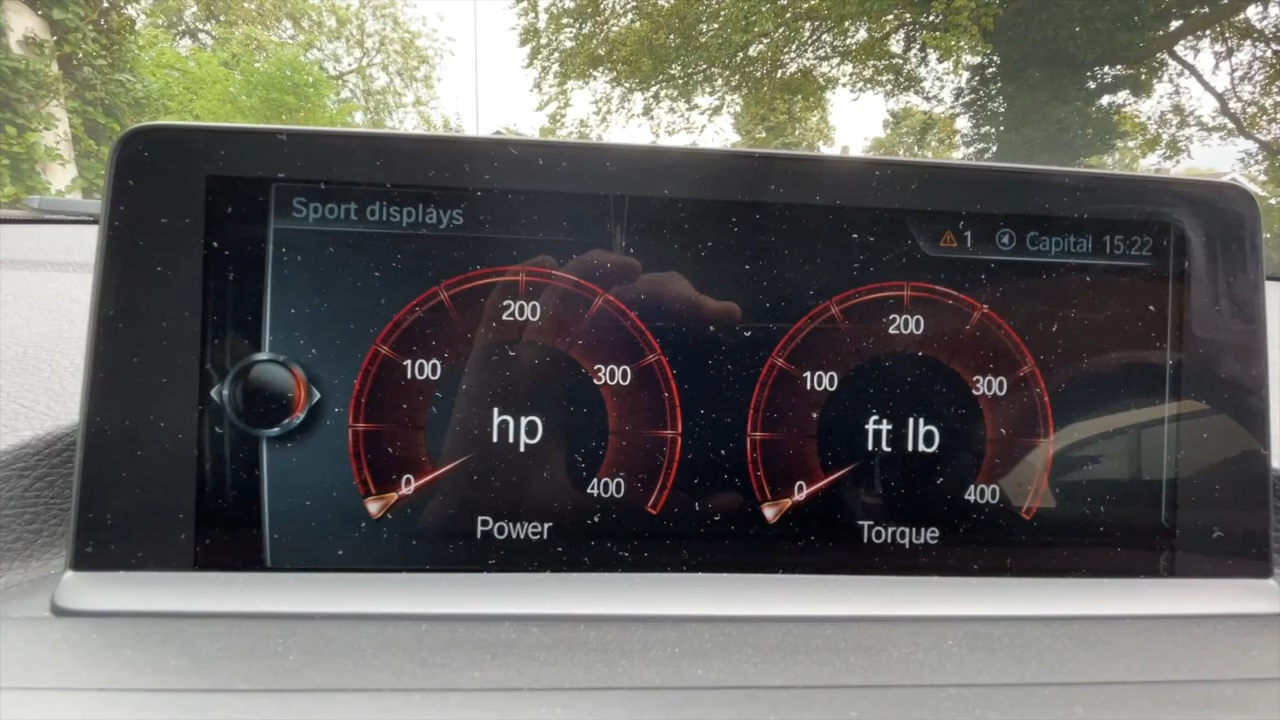 Sport displays
1 Capital 15:22
0 100 200 300 400
hp
Power
0 100 200 300 400
ft lb
Torque